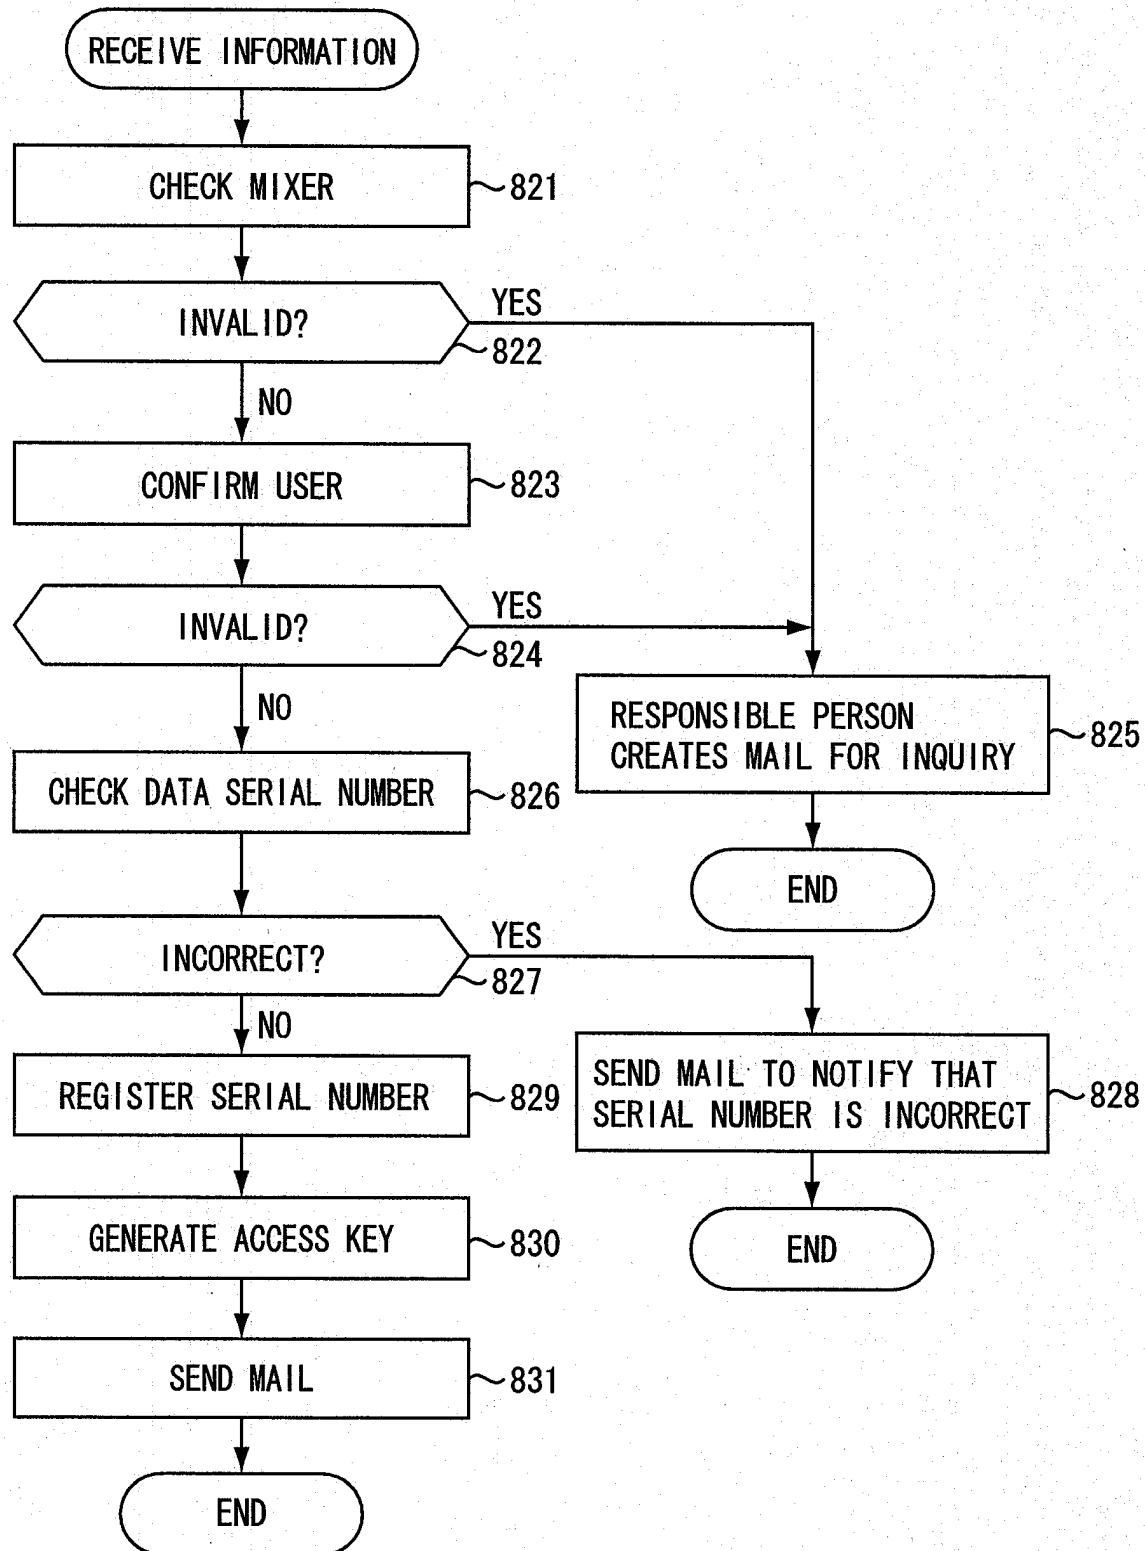 RECEIVE INFORMATION
CHECK MIXER
821
INVALID?
YES
822
NO
CONFIRM USER
823
INVALID?
YES
824
NO
RESPONSIBLE PERSON
CREATES MAIL FOR INQUIRY
825
CHECK DATA SERIAL NUMBER
826
END
INCORRECT?
YES
827
NO
SEND MAIL TO NOTIFY THAT
SERIAL NUMBER IS INCORRECT
828
REGISTER SERIAL NUMBER
829
GENERATE ACCESS KEY
830
END
SEND MAIL
831
END